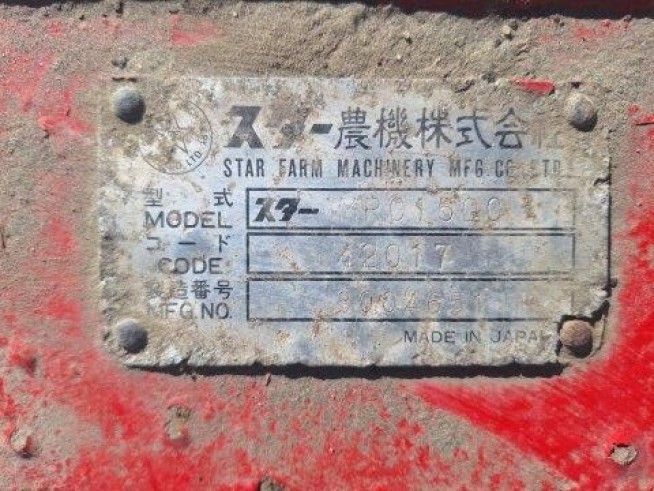 スター農機株式会社
STAR FARM MACHINERY MFG.CO.,LTD.
型式 スター
MODEL
コード 42017
CODE
製造番号
MFG.NO.
MADE IN JAPAN